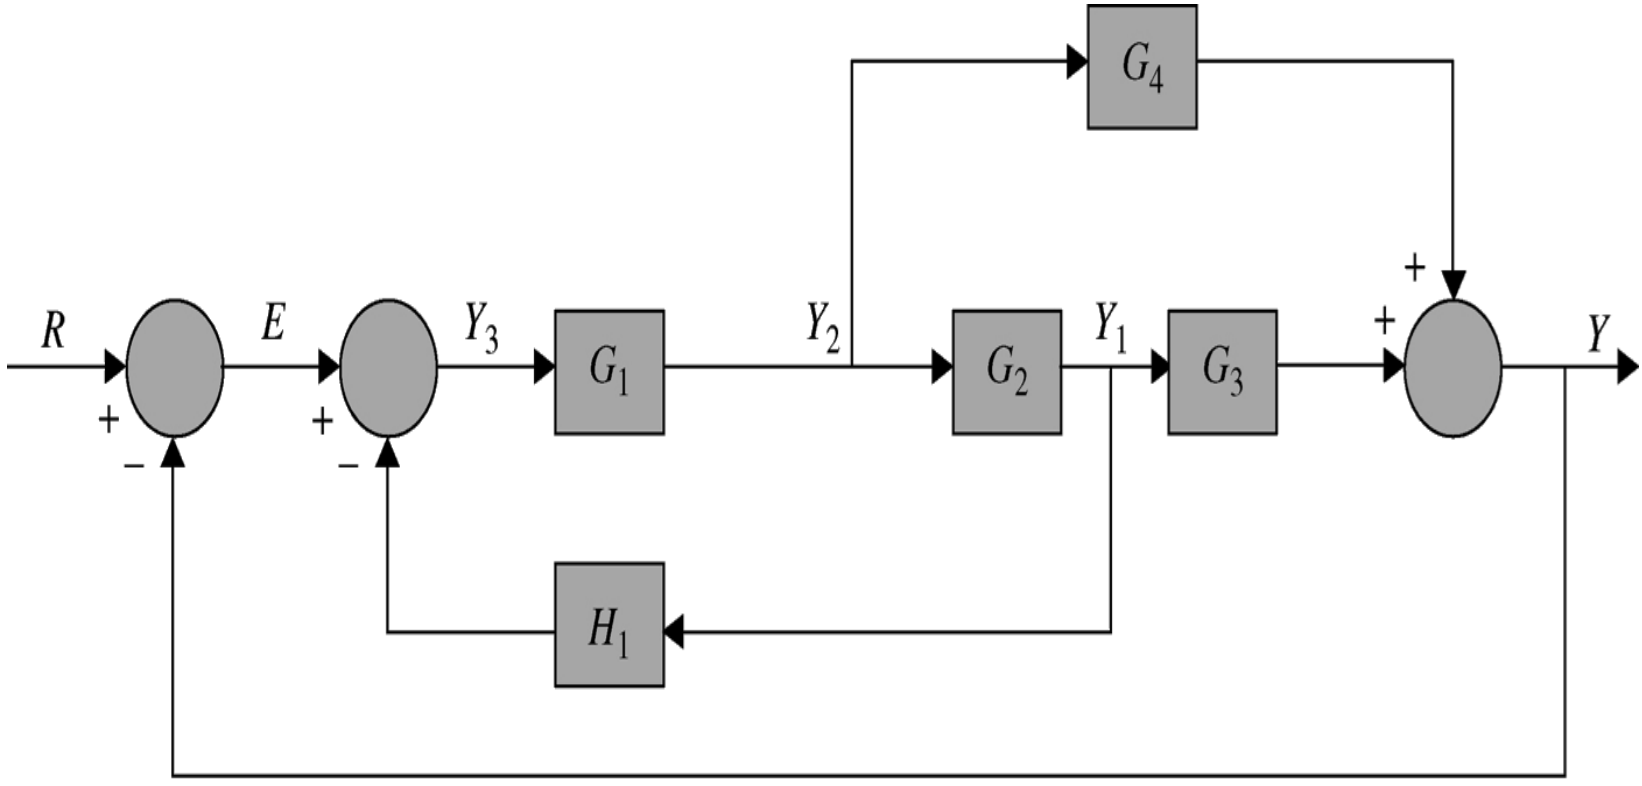 G₄
+
R E Y₃ G₁ Y₂ G₂ Y₁ G₃ + Y
+ +
− −
H₁